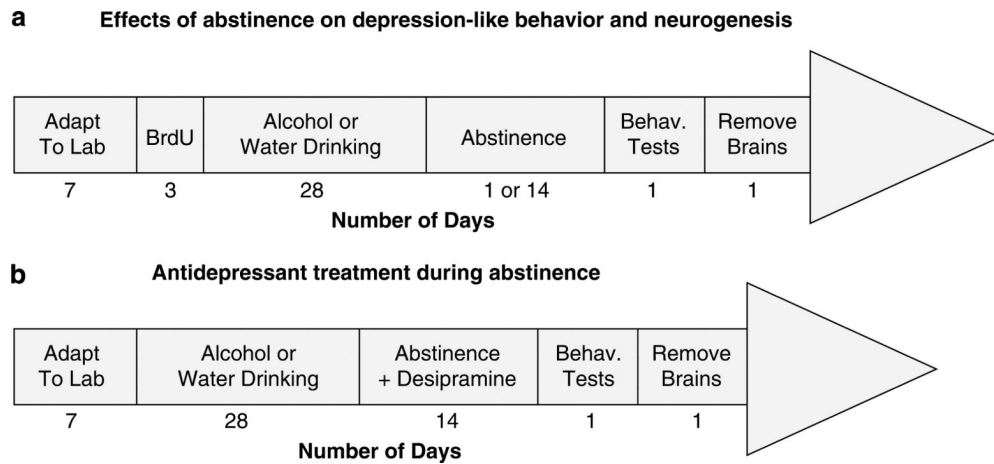 a Effects of abstinence on depression-like behavior and neurogenesis
Adapt
To Lab
BrdU
Alcohol or
Water Drinking
Abstinence
Behav.
Tests
Remove
Brains
7 3 28 1 or 14 1 1
Number of Days
b Antidepressant treatment during abstinence
Adapt
To Lab
Alcohol or
Water Drinking
Abstinence
+ Desipramine
Behav.
Tests
Remove
Brains
7 28 14 1 1
Number of Days